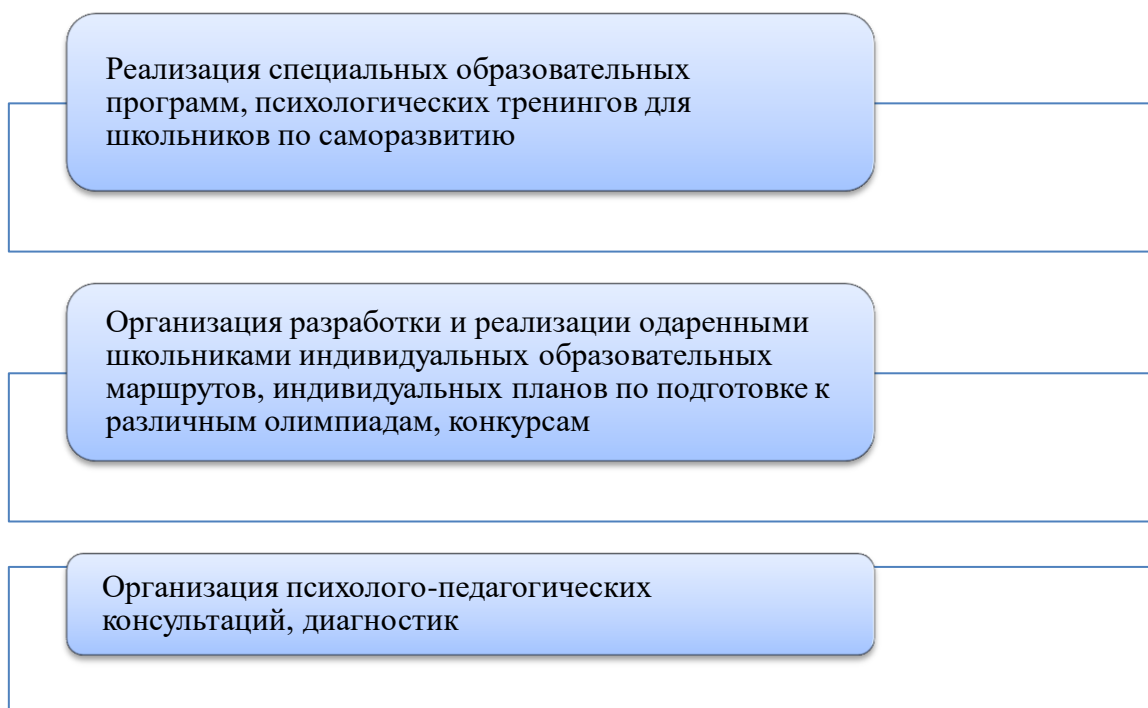 Реализация специальных образовательных
программ, психологических тренингов для
школьников по саморазвитию
Организация разработки и реализации одаренными
школьниками индивидуальных образовательных
маршрутов, индивидуальных планов по подготовке к
различным олимпиадам, конкурсам
Организация психолого-педагогических
консультаций, диагностик